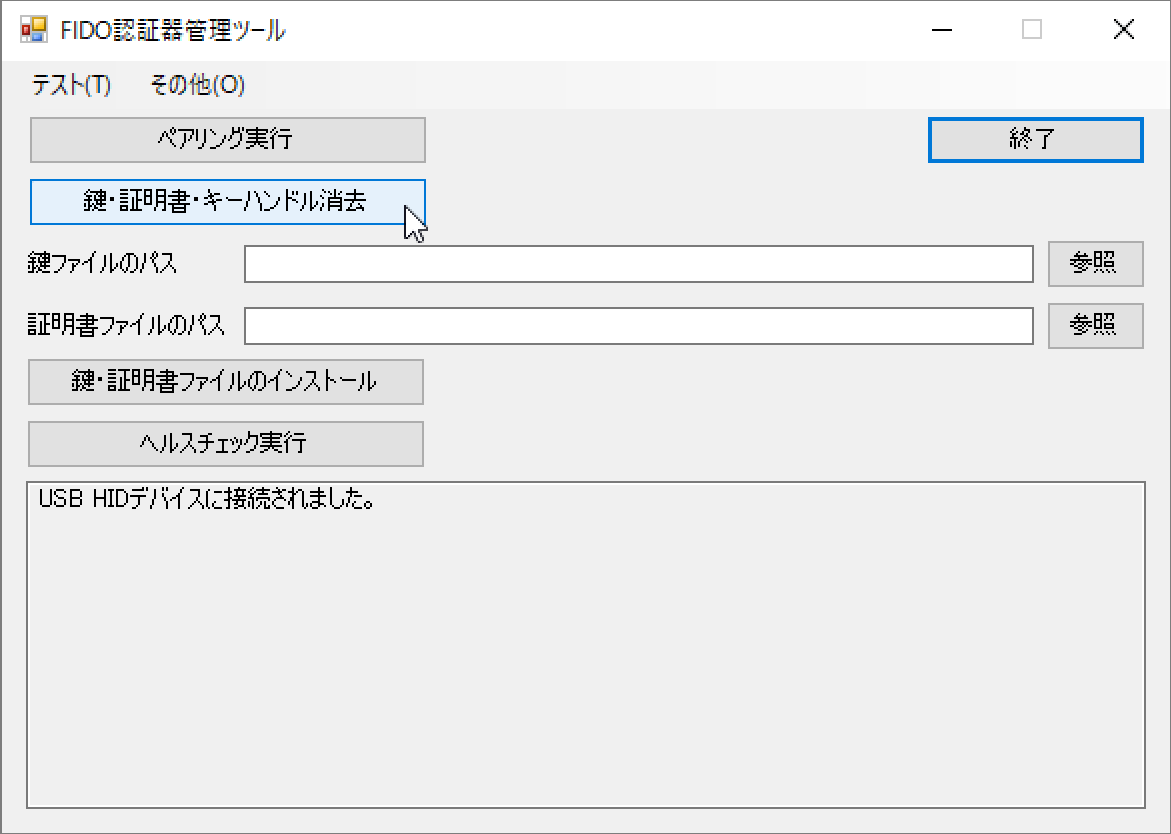 FIDO認証器管理ツール
テスト(T) その他(O)
ペアリング実行 終了
鍵・証明書・キーハンドル消去
鍵ファイルのパス 参照
証明書ファイルのパス 参照
鍵・証明書ファイルのインストール
ヘルスチェック実行
USB HIDデバイスに接続されました。